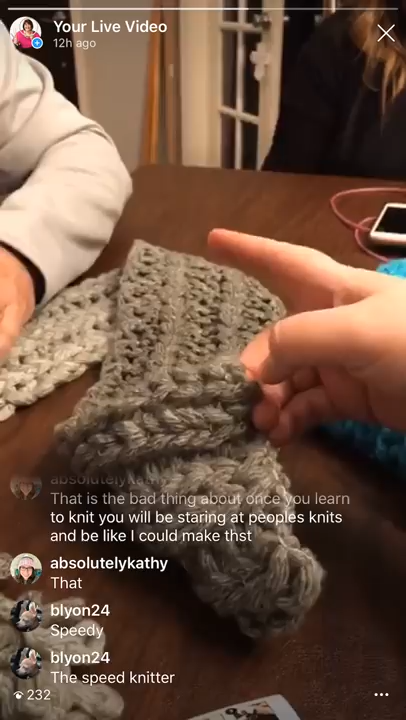 Your Live Video
12h ago
absolutelykathy
That is the bad thing about once you learn
to knit you will be staring at peoples knits
and be like I could make thst
absolutelykathy
That
blyon24
Speedy
blyon24
The speed knitter
232